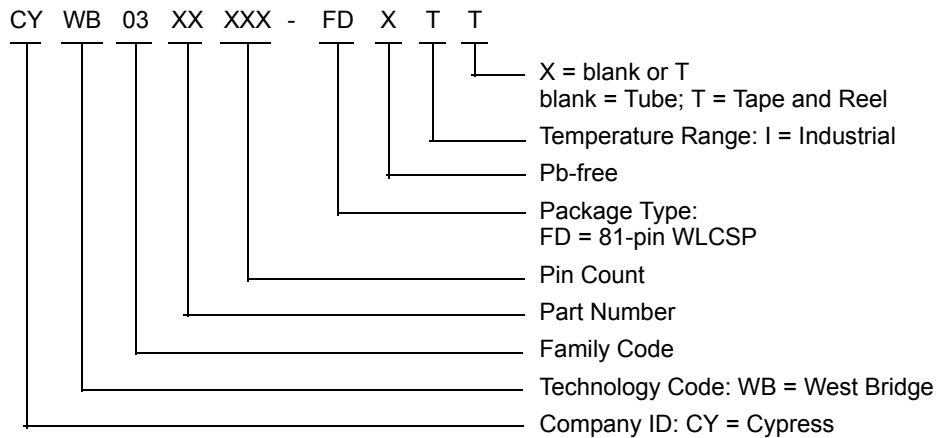 CY WB 03 XX XXX - FD X T T
X = blank or T
blank = Tube; T = Tape and Reel
Temperature Range: I = Industrial
Pb-free
Package Type:
FD = 81-pin WLCSP
Pin Count
Part Number
Family Code
Technology Code: WB = West Bridge
Company ID: CY = Cypress